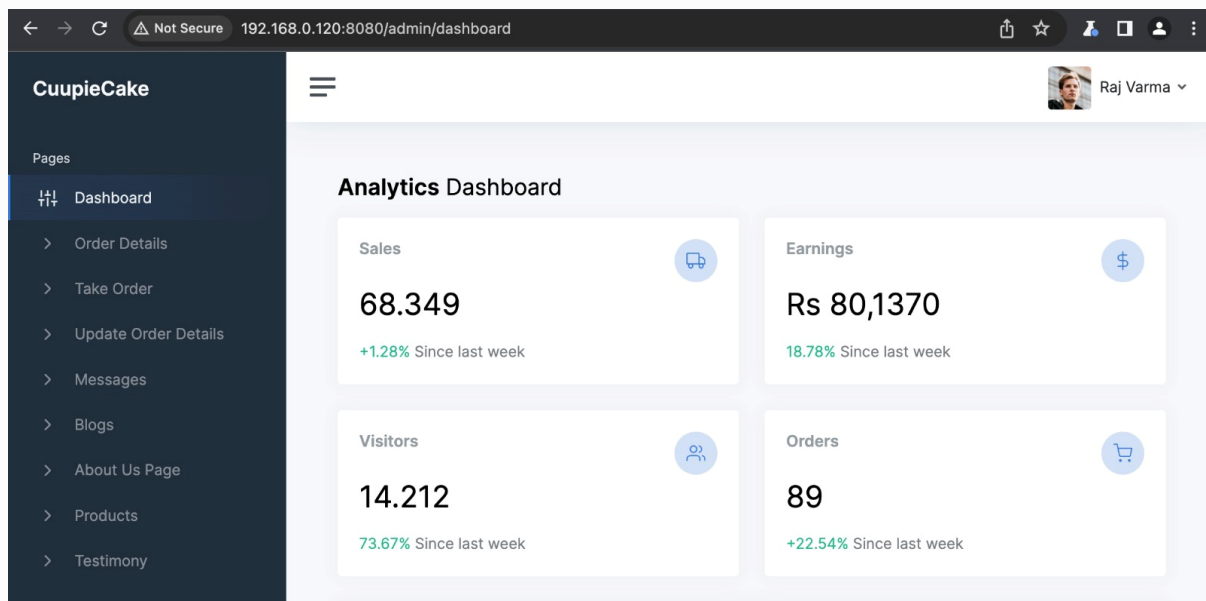 Not Secure 192.168.0.120:8080/admin/dashboard
CuupieCake
Raj Varma
Pages
Dashboard
Order Details
Take Order
Update Order Details
Messages
Blogs
About Us Page
Products
Testimony
Analytics Dashboard
Sales
68.349
+1.28% Since last week
Earnings
$
Rs 80,1370
18.78% Since last week
Visitors
14.212
73.67% Since last week
Orders
89
+22.54% Since last week